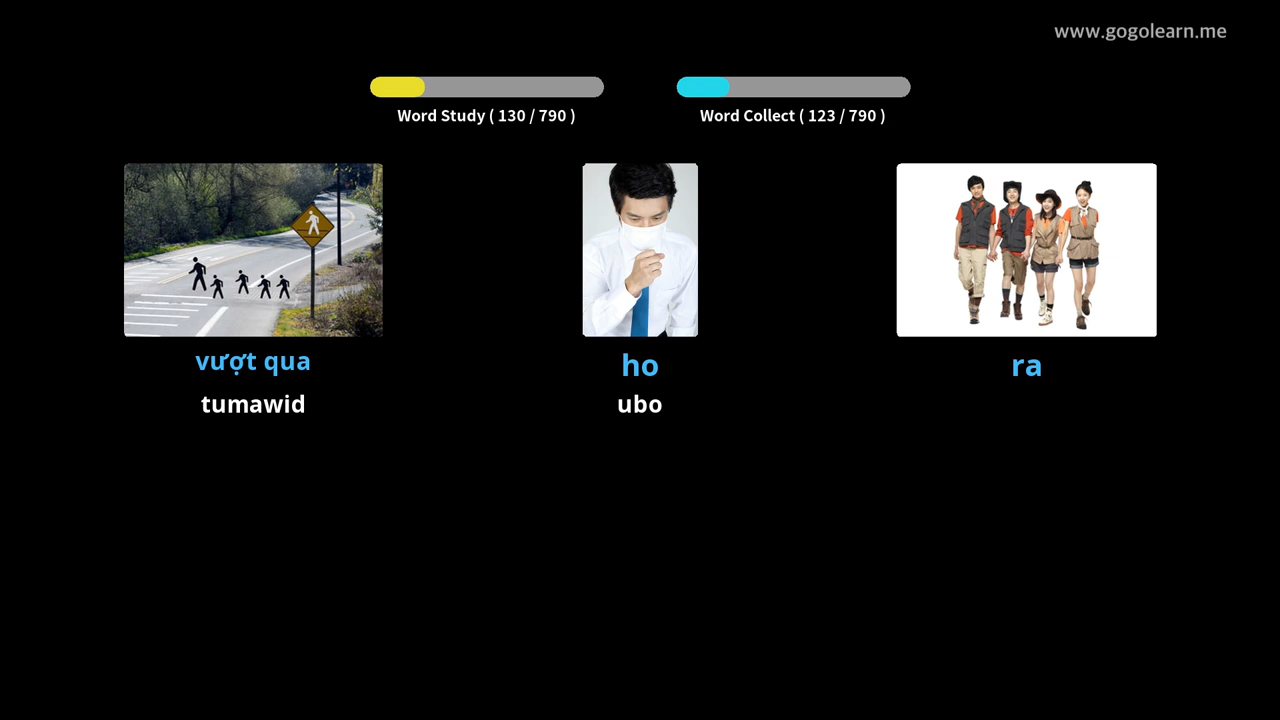 www.gogolearn.me
Word Study ( 130 / 790 )
Word Collect ( 123 / 790 )
vượt qua
ho
ra
tumawid
ubo